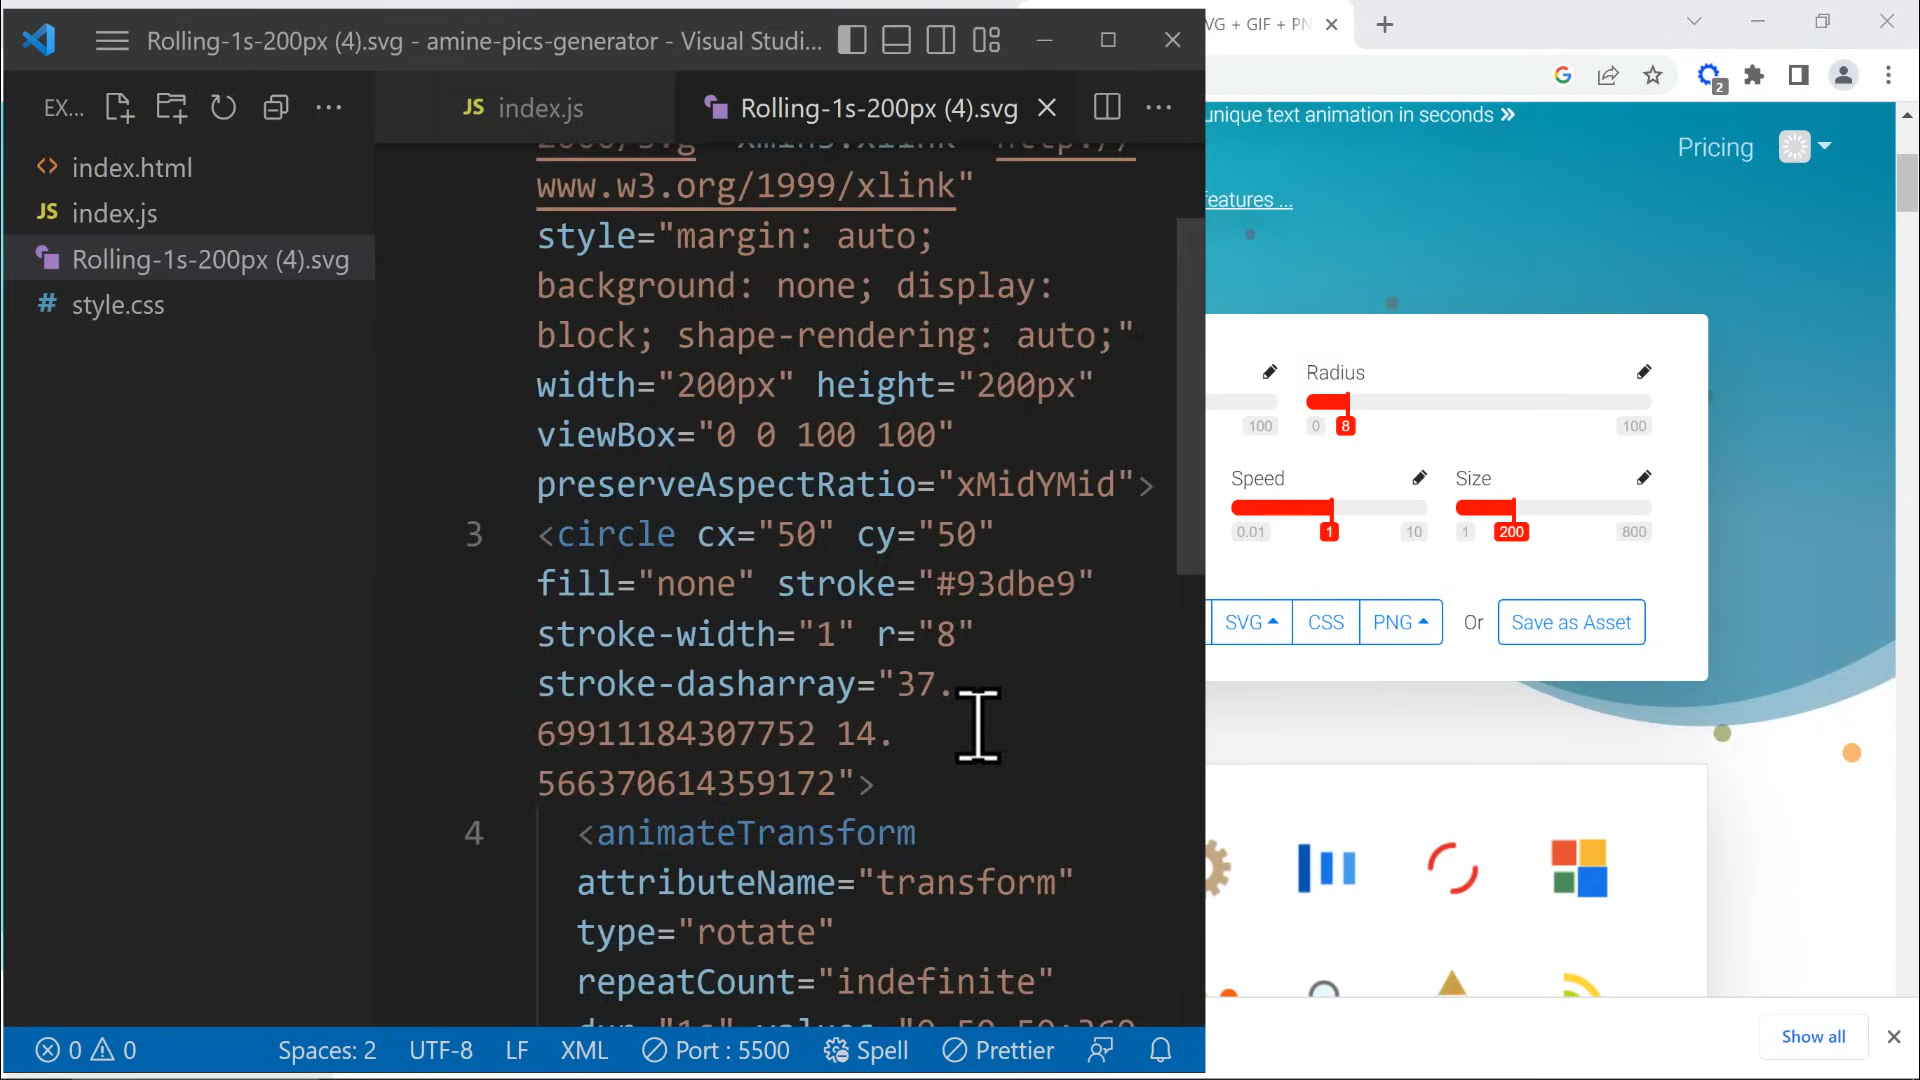 Rolling-1s-200px (4).svg - amine-pics-generator - Visual Studi...
EX...
JS index.js
Rolling-1s-200px (4).svg
index.html
JS index.js
Rolling-1s-200px (4).svg
# style.css
www.w3.org/1999/xlink"
style="margin: auto;
background: none; display:
block; shape-rendering: auto;"
width="200px" height="200px"
viewBox="0 0 100 100"
preserveAspectRatio="xMidYMid">
3 <circle cx="50" cy="50"
fill="none" stroke="#93dbe9"
stroke-width="1" r="8"
stroke-dasharray="37.
69911184307752 14.
566370614359172">
4 <animateTransform
attributeName="transform"
type="rotate"
repeatCount="indefinite"
0 0 Spaces: 2 UTF-8 LF XML Port : 5500 Spell Prettier
VG + GIF + PN
2
unique text animation in seconds »
Pricing
features ...
Radius
100 0 8 100
Speed Size
0.01 1 10 1 200 800
SVG CSS PNG Or Save as Asset
Show all